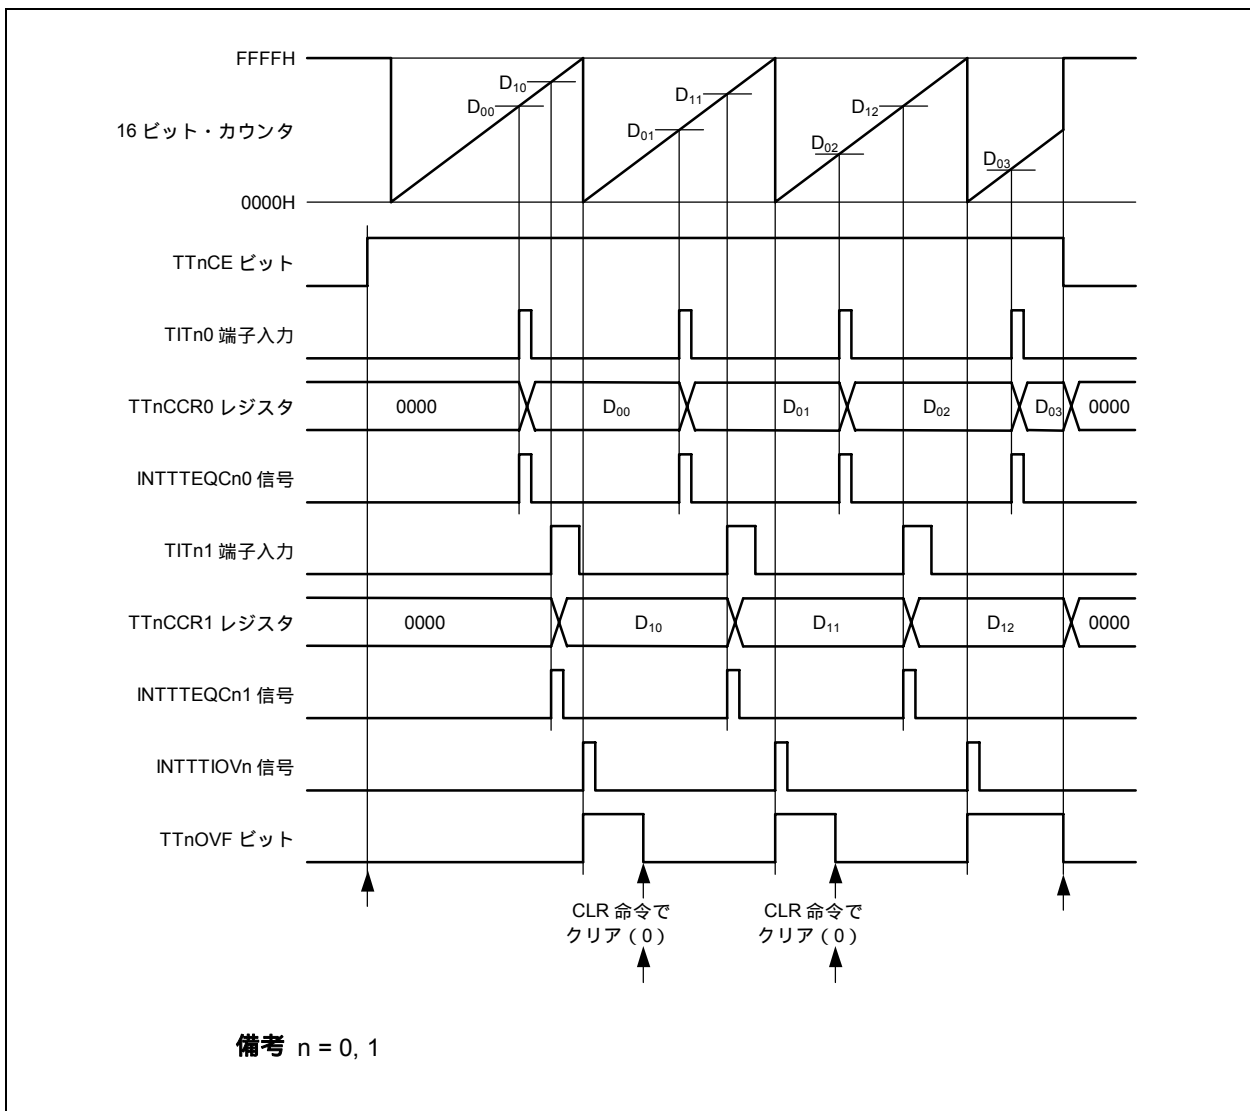 FFFFH
D10
D00
D11
D12
16 ビット・カウンタ
D01
D02
D03
0000H
TTnCE ビット
TITn0 端子入力
TTnCCR0 レジスタ
0000
D00
D01
D02
D03
0000
INTTTEQCn0 信号
TITn1 端子入力
TTnCCR1 レジスタ
0000
D10
D11
D12
0000
INTTTEQCn1 信号
INTTTIOVn 信号
TTnOVF ビット
CLR 命令で
クリア(0)
CLR 命令で
クリア(0)
備考 n = 0, 1